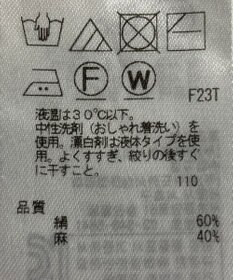 F
W
F23T
液温は30℃以下。
中性洗剤（おしゃれ着洗い）を
使用。漂白剤は液体タイプを使
用。よくすすぎ、絞りの後すぐ
に干すこと。
110
品質
絹 60%
麻 40%